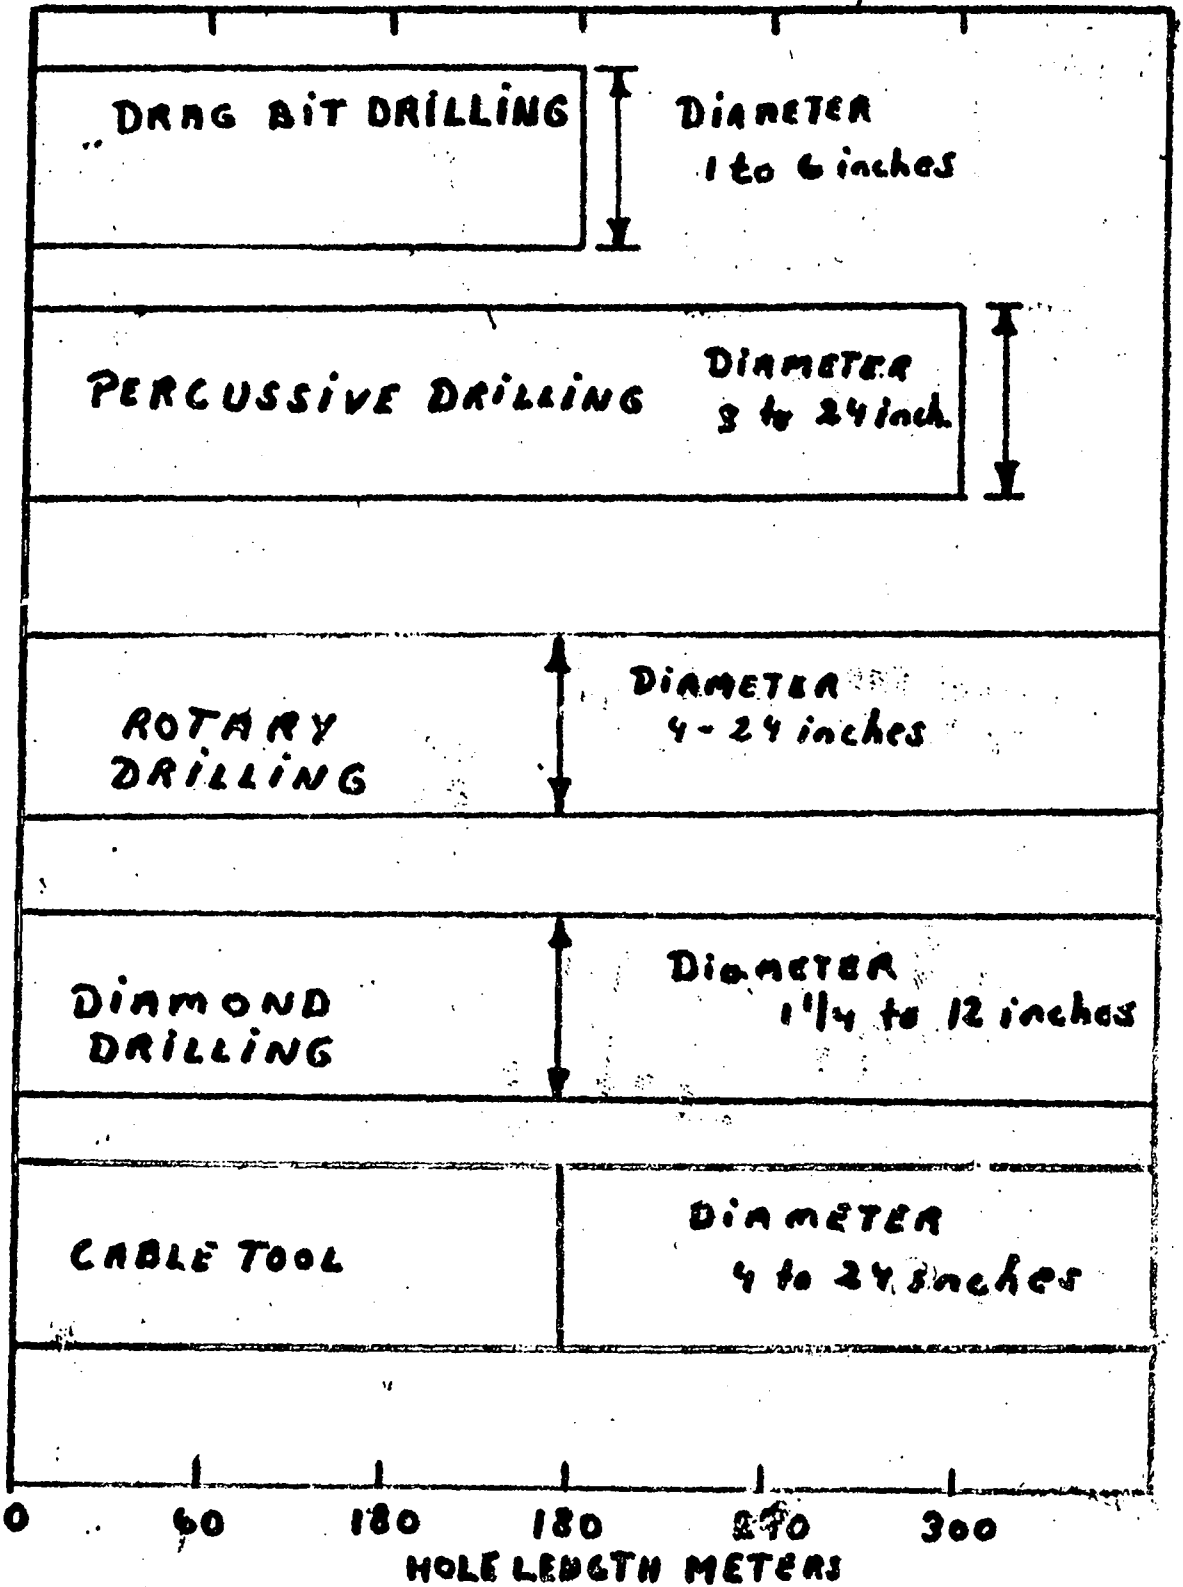 DRAG BIT DRILLING
DIAMETER
1 to 6 inches
PERCUSSIVE DRILLING
DIAMETER
to 24 inch.
ROTARY
DRILLING
DIAMETER
4-24 inches
DIAMOND
DRILLING
DIAMETER
1 1/4 to 12 inches
CABLE TOOL
DIAMETER
4 to 24 inches
0 60 180 180 300
HOLE LENGTH METERS